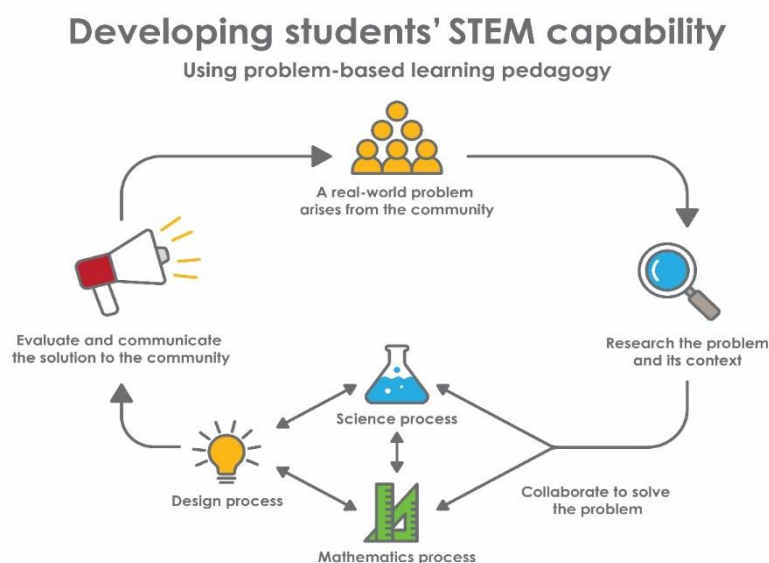 Developing students' STEM capability
Using problem-based learning pedagogy
A real-world problem
arises from the community
Evaluate and communicate
the solution to the community
Research the problem
and its context
Science process
Design process
Collaborate to solve
the problem
Mathematics process